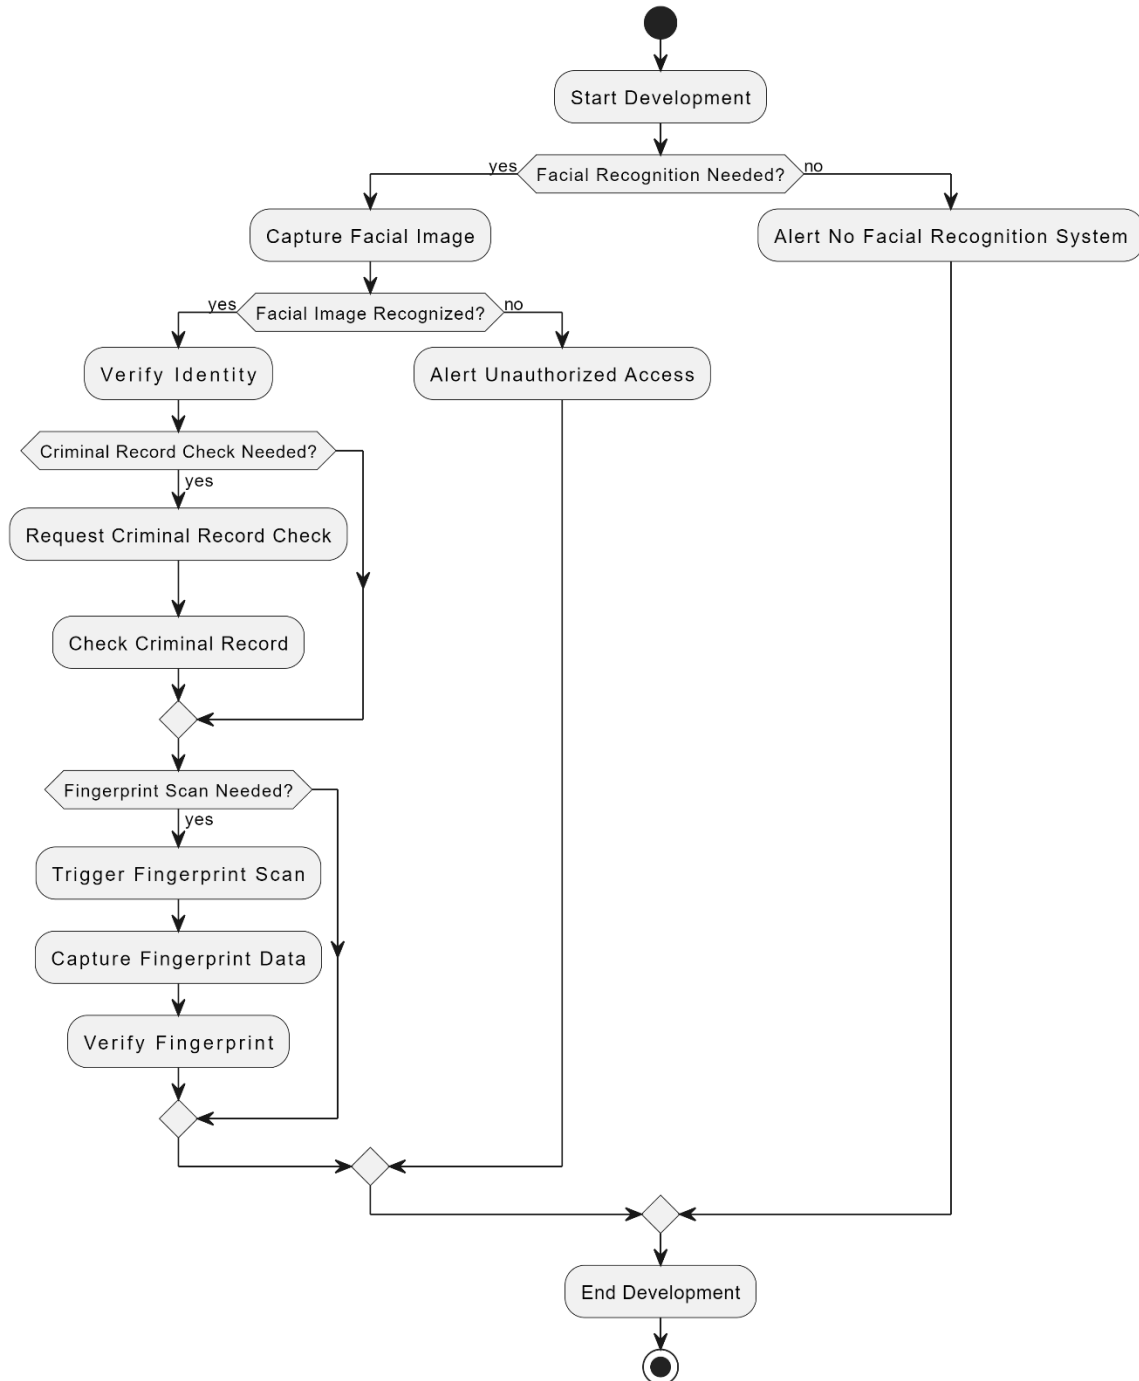 Start Development
yes
Facial Recognition Needed?
no
Capture Facial Image
Alert No Facial Recognition System
yes
Facial Image Recognized?
no
Verify Identity
Alert Unauthorized Access
Criminal Record Check Needed?
yes
Request Criminal Record Check
Check Criminal Record
Fingerprint Scan Needed?
yes
Trigger Fingerprint Scan
Capture Fingerprint Data
Verify Fingerprint
End Development